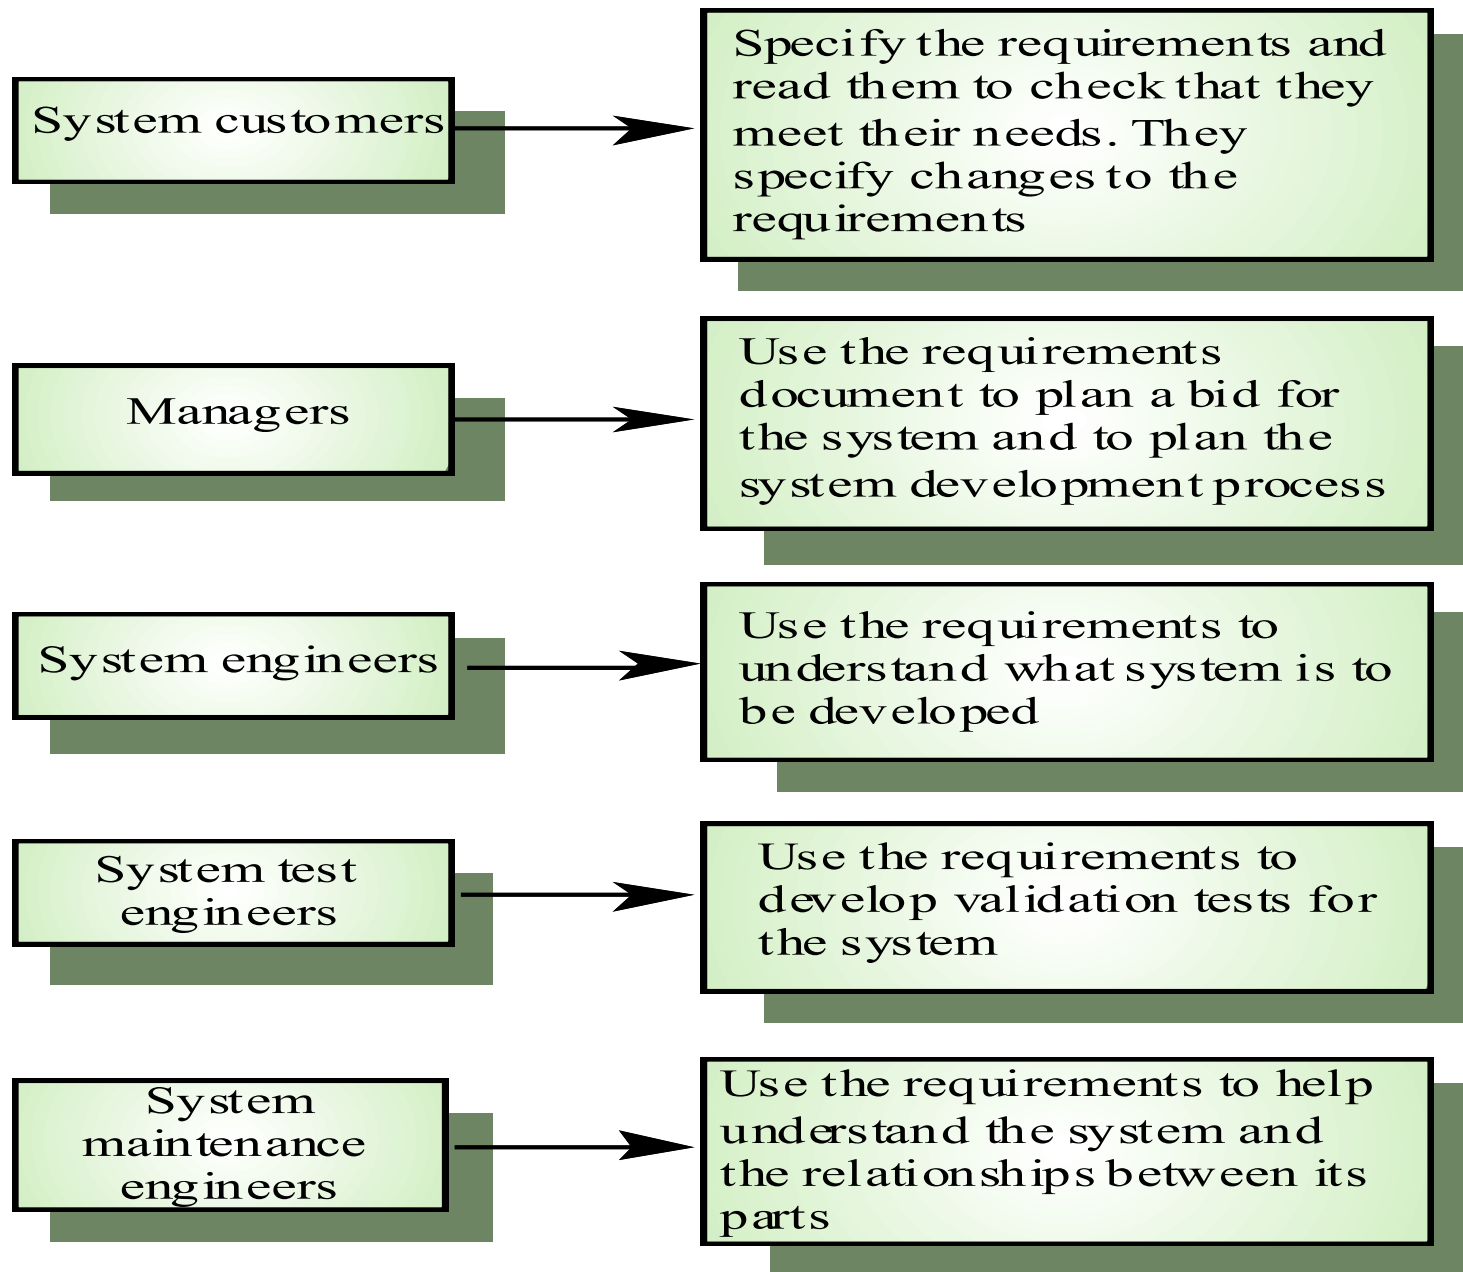 System customers
Specify the requirements and
read them to check that they
meet their needs. They
specify changes to the
requirements
Managers
Use the requirements
document to plan a bid for
the system and to plan the
system development process
System engineers
Use the requirements to
understand what system is to
be developed
System test
engineers
Use the requirements to
develop validation tests for
the system
System
maintenance
engineers
Use the requirements to help
understand the system and
the relationships between its
parts